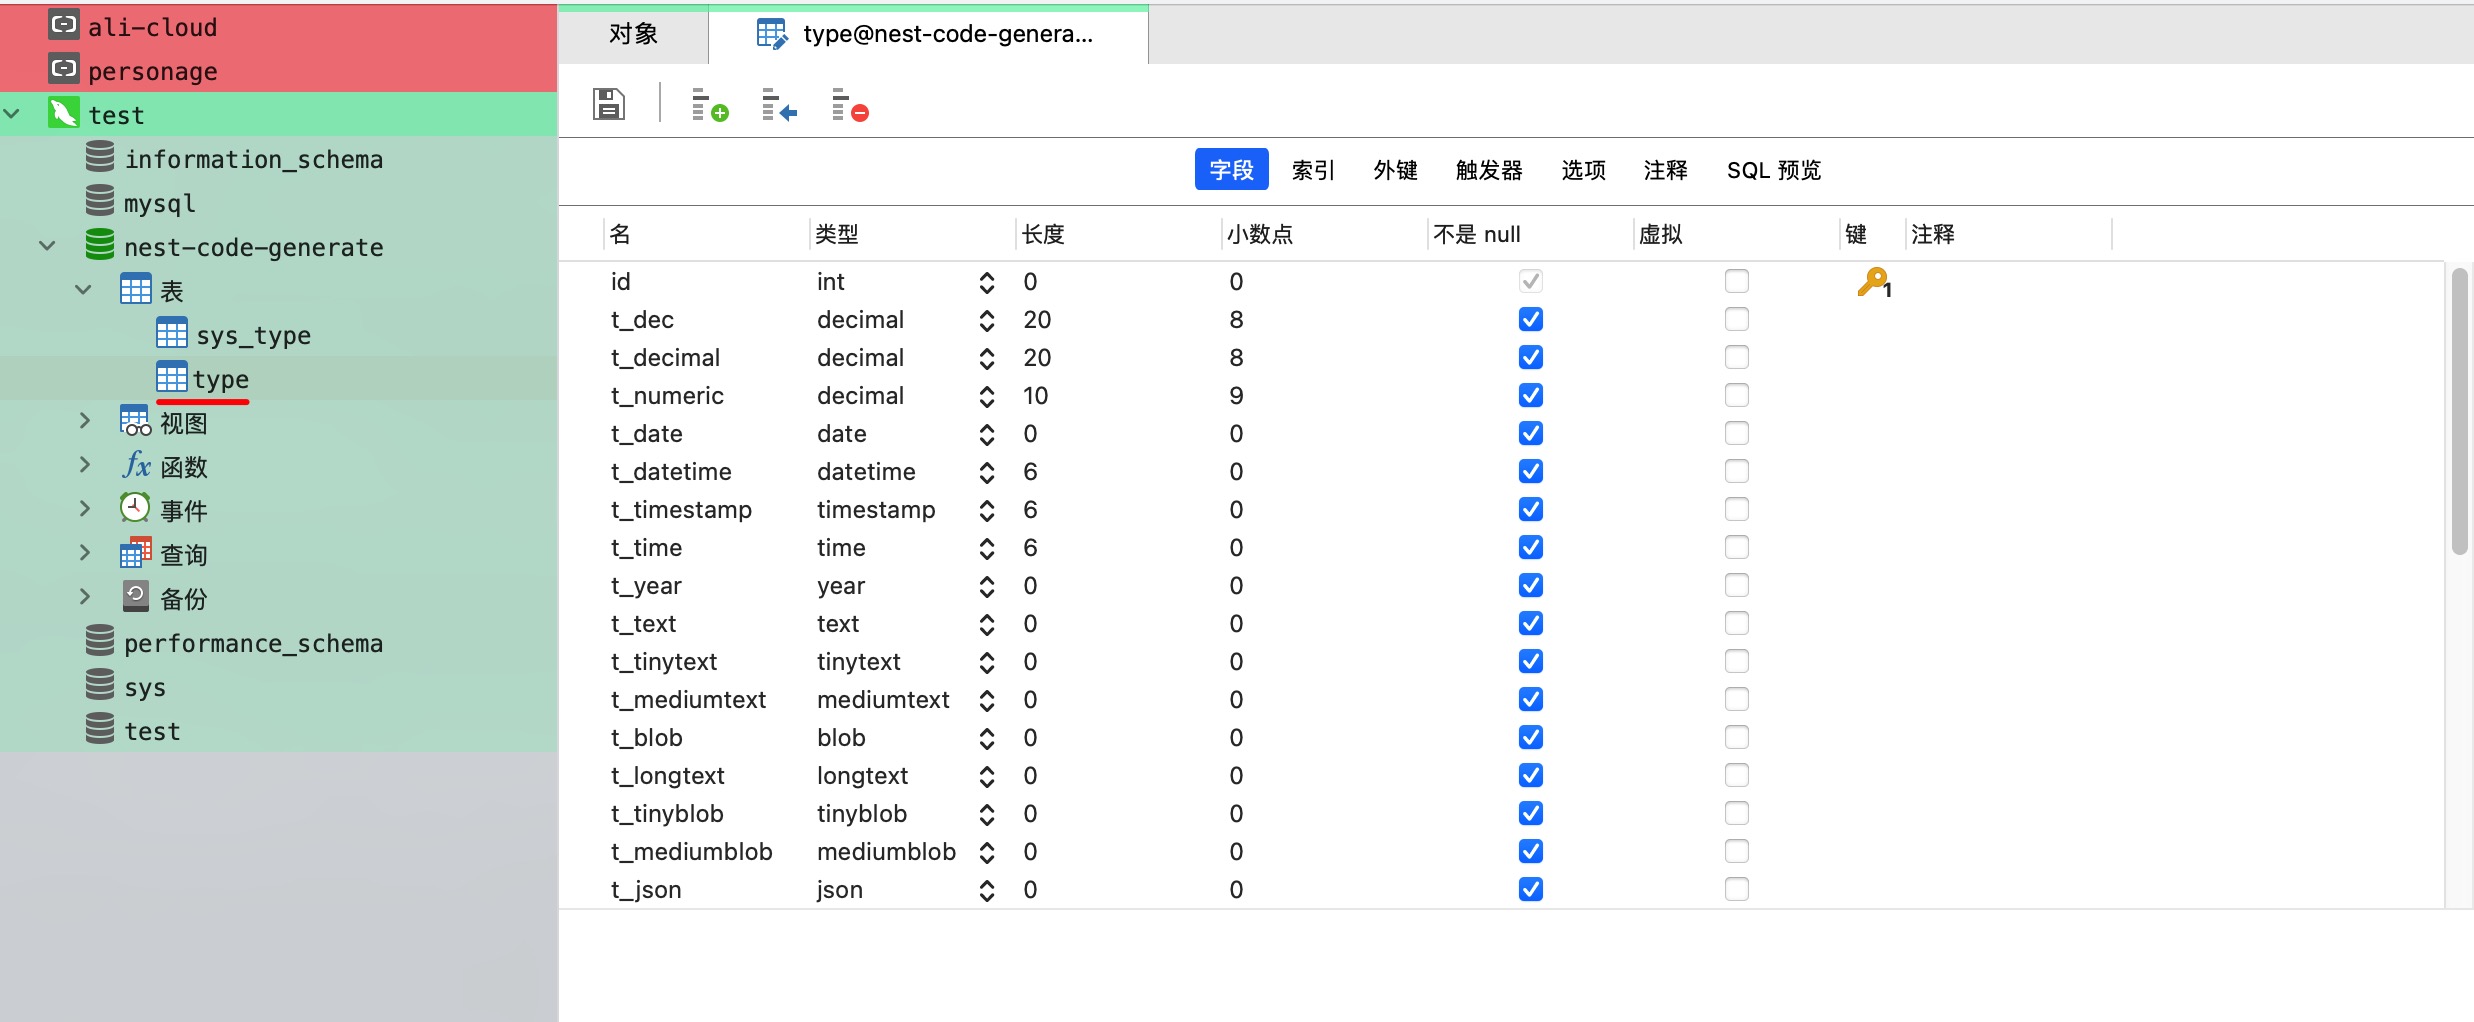 ali-cloud
personage
test
information_schema
mysql
nest-code-generate
表
sys_type
type
视图
函数
事件
查询
备份
performance_schema
sys
test
对象 type@nest-code-genera...
字段 索引 外键 触发器 选项 注释 SQL 预览
名 类型 长度 小数点 不是 null 虚拟 键 注释
id int 0 0 1
t_dec decimal 20 8
t_decimal decimal 20 8
t_numeric decimal 10 9
t_date date 0 0
t_datetime datetime 6 0
t_timestamp timestamp 6 0
t_time time 6 0
t_year year 0 0
t_text text 0 0
t_tinytext tinytext 0 0
t_mediumtext mediumtext 0 0
t_blob blob 0 0
t_longtext longtext 0 0
t_tinyblob tinyblob 0 0
t_mediumblob mediumblob 0 0
t_json json 0 0